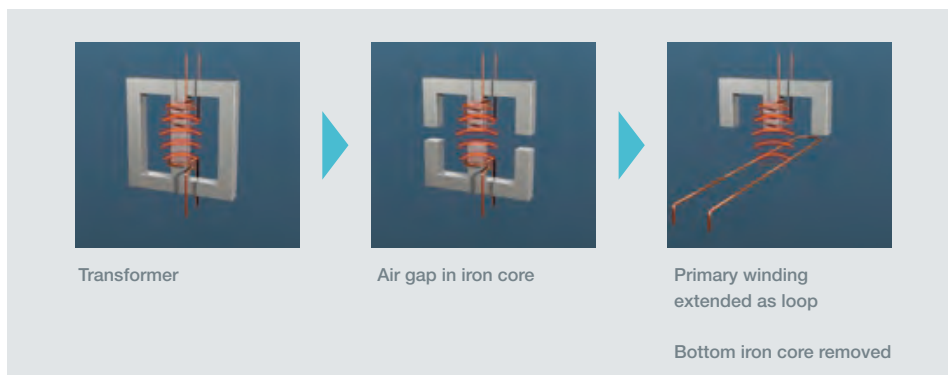 Transformer
Air gap in iron core
Primary winding
extended as loop
Bottom iron core removed